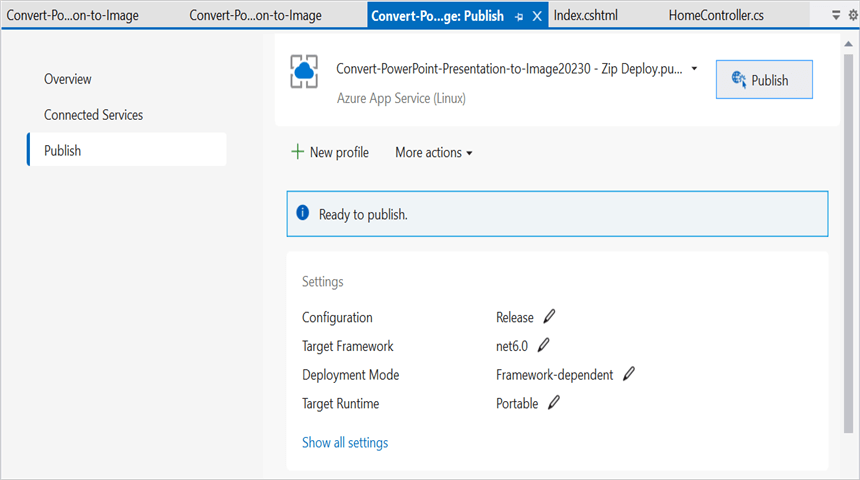 Convert-Po...on-to-Image Convert-Po...on-to-Image Convert-Po...ge: Publish Index.cshtml HomeController.cs
Overview
Connected Services
Publish
Convert-PowerPoint-Presentation-to-Image20230 - Zip Deploy.pu...
Azure App Service (Linux)
Publish
New profile More actions
Ready to publish.
Settings
Configuration Release
Target Framework net6.0
Deployment Mode Framework-dependent
Target Runtime Portable
Show all settings